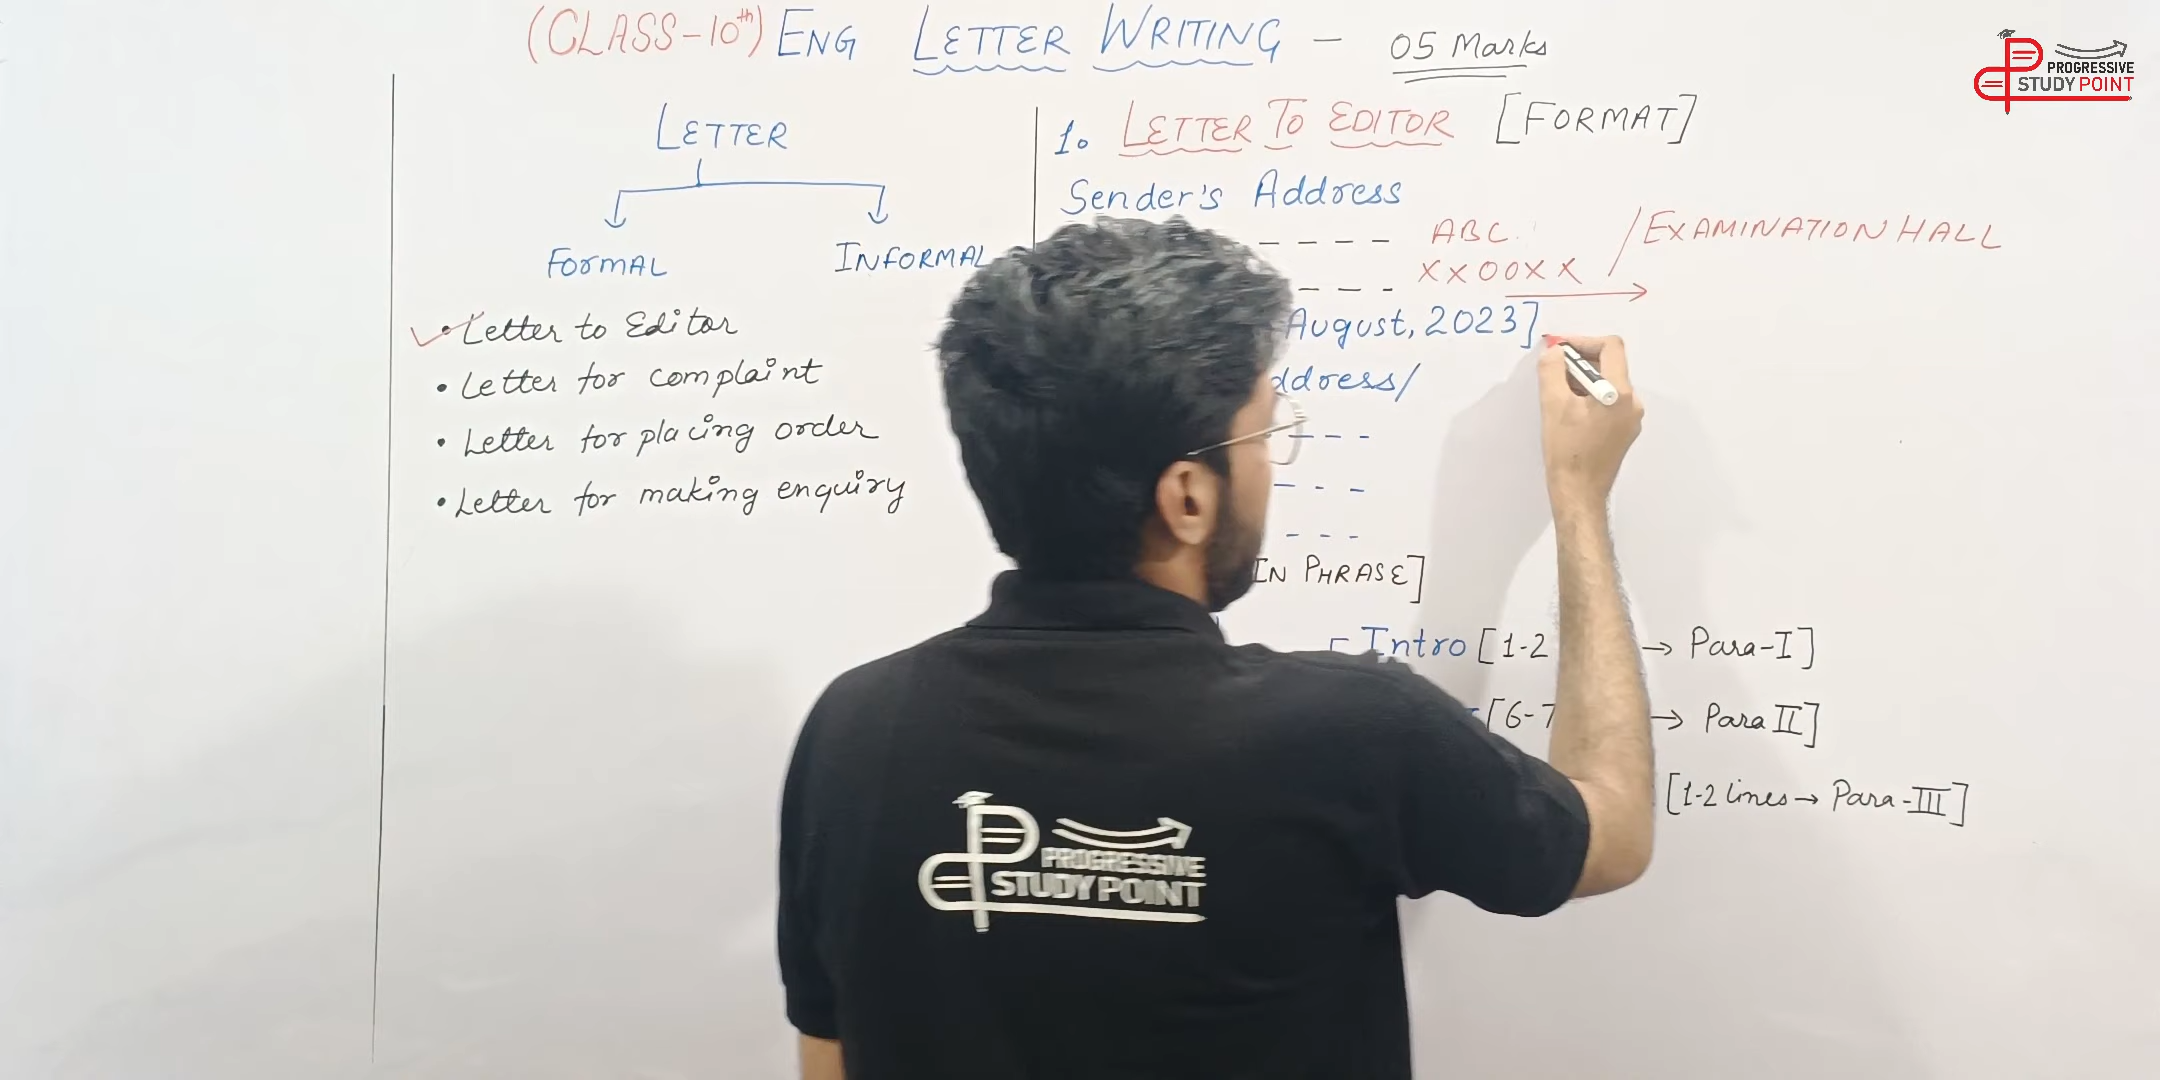 (CLASS-10th) ENG LETTER WRITING - 05 Marks
PROGRESSIVE
STUDY POINT
LETTER
FORMAL
INFORMAL
• Letter to Editor
• Letter for complaint
• Letter for placing order
• Letter for making enquiry
1. LETTER TO EDITOR [FORMAT]
Sender's Address
---- ABC. / EXAMINATION HALL
--- XXOOXX
August, 2023]
---
---
---
IN PHRASE]
Intro [1-2 → Para-I]
[6-7 → Para II]
[1-2 lines → Para-III]
PROGRESSIVE
STUDY POINT